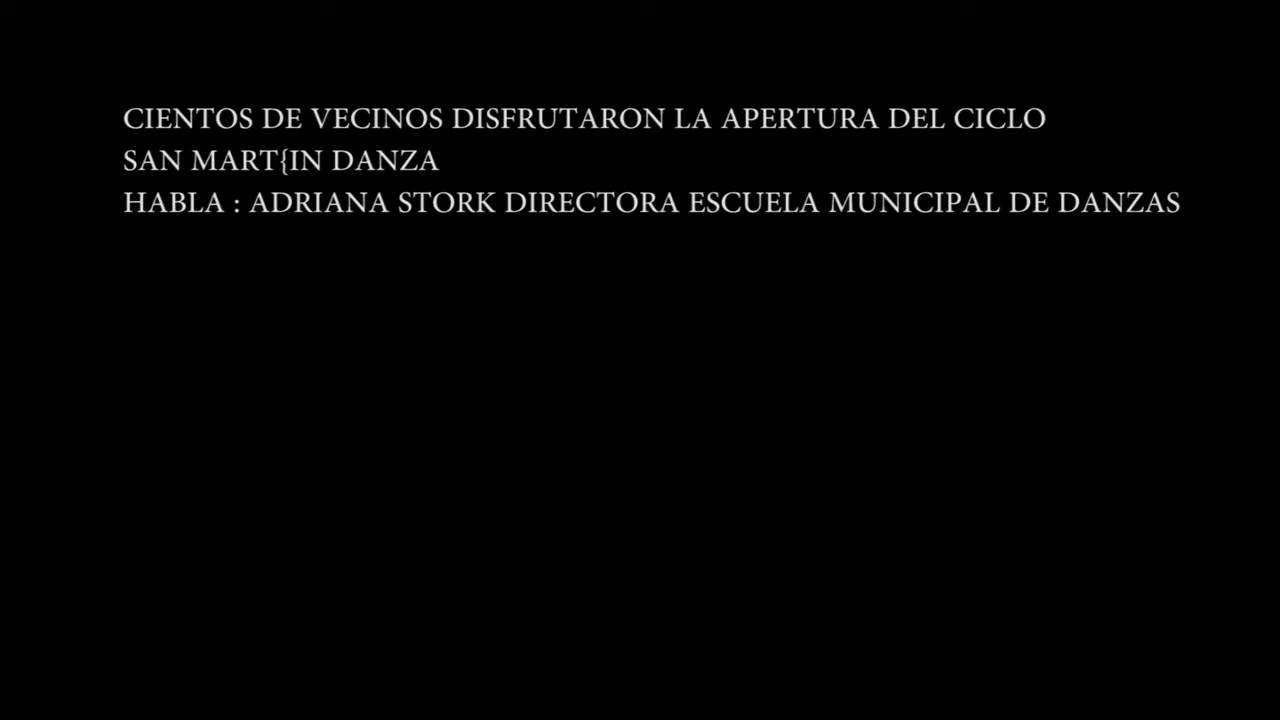 CIENTOS DE VECINOS DISFRUTARON LA APERTURA DEL CICLO
SAN MART{IN DANZA
HABLA : ADRIANA STORK DIRECTORA ESCUELA MUNICIPAL DE DANZAS